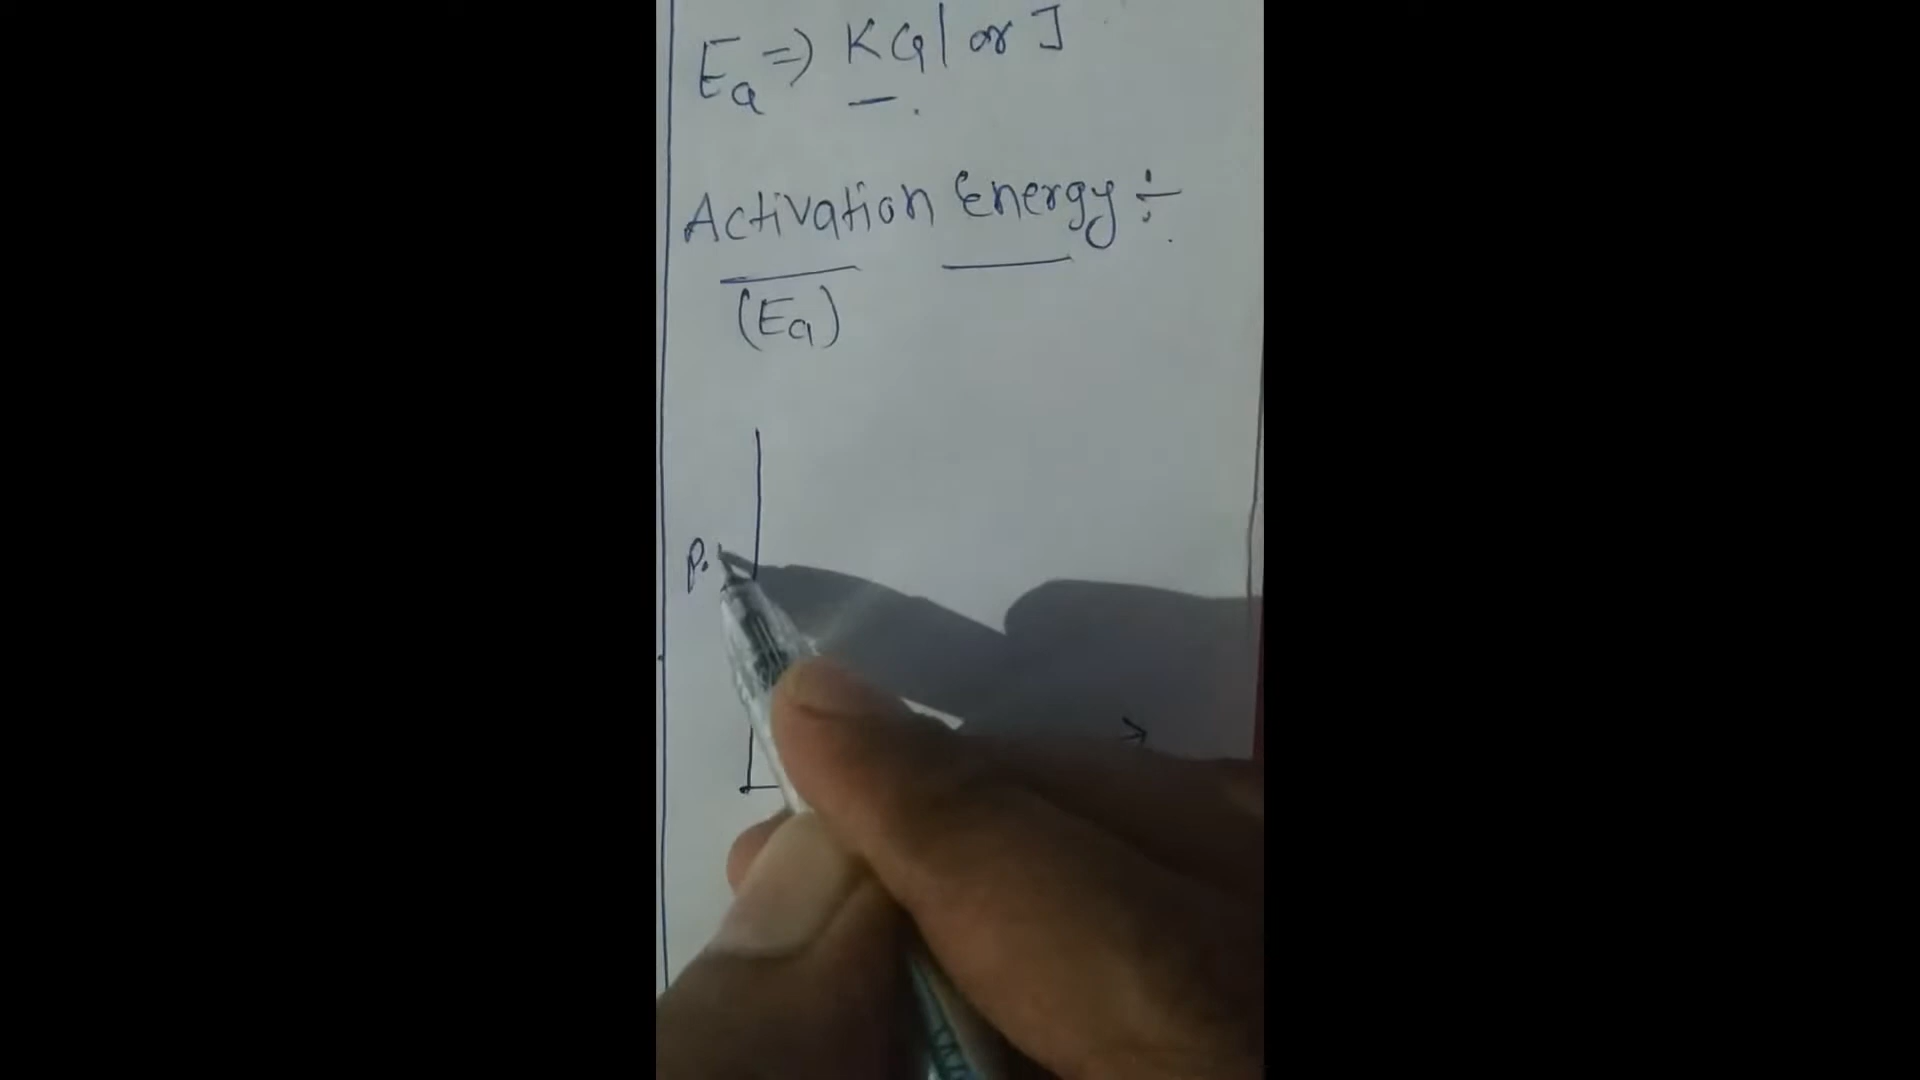 Ea => KCal or J
Activation Energy ÷
(Ea)
P.